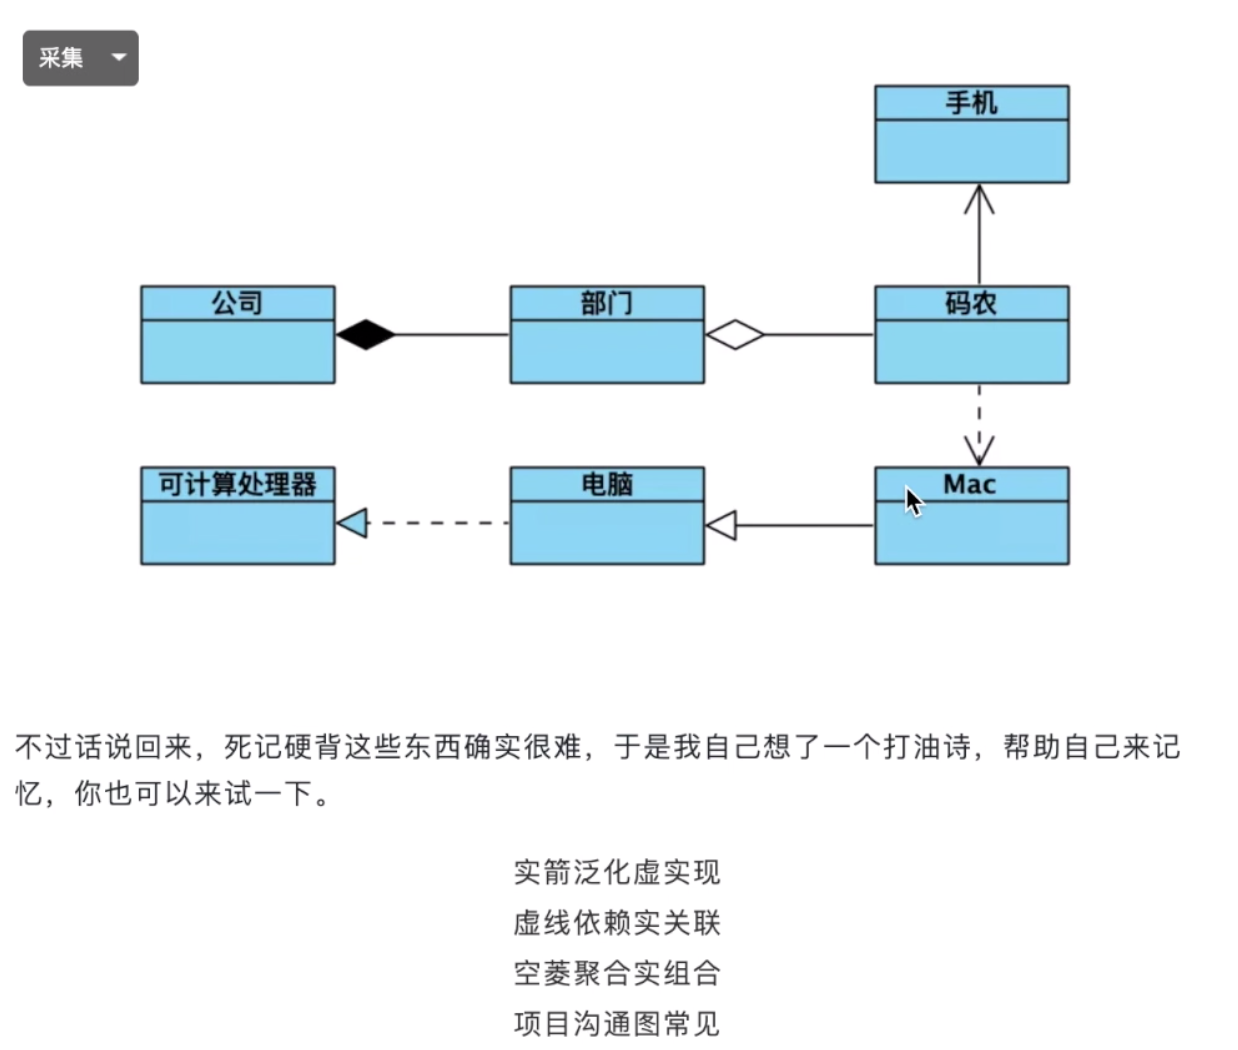 采集
手机
公司
部门
码农
可计算处理器
电脑
Mac
不过话说回来，死记硬背这些东西确实很难，于是我自己想了一个打油诗，帮助自己来记
忆，你也可以来试一下。
实箭泛化虚实现
虚线依赖实关联
空菱聚合实组合
项目沟通图常见